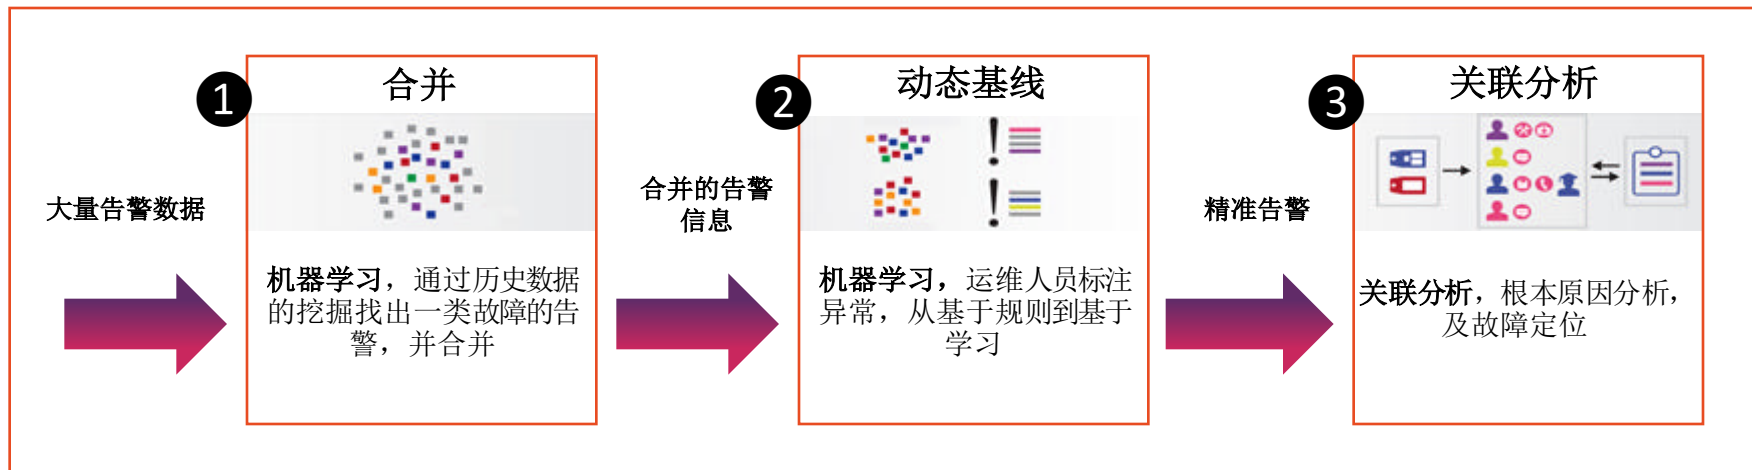 大量告警数据
1
合并
机器学习，通过历史数据
的挖掘找出一类故障的告
警，并合并
合并的告警
信息
2
动态基线
机器学习，运维人员标注
异常，从基于规则到基于
学习
精准告警
3
关联分析
关联分析，根本原因分析，
及故障定位